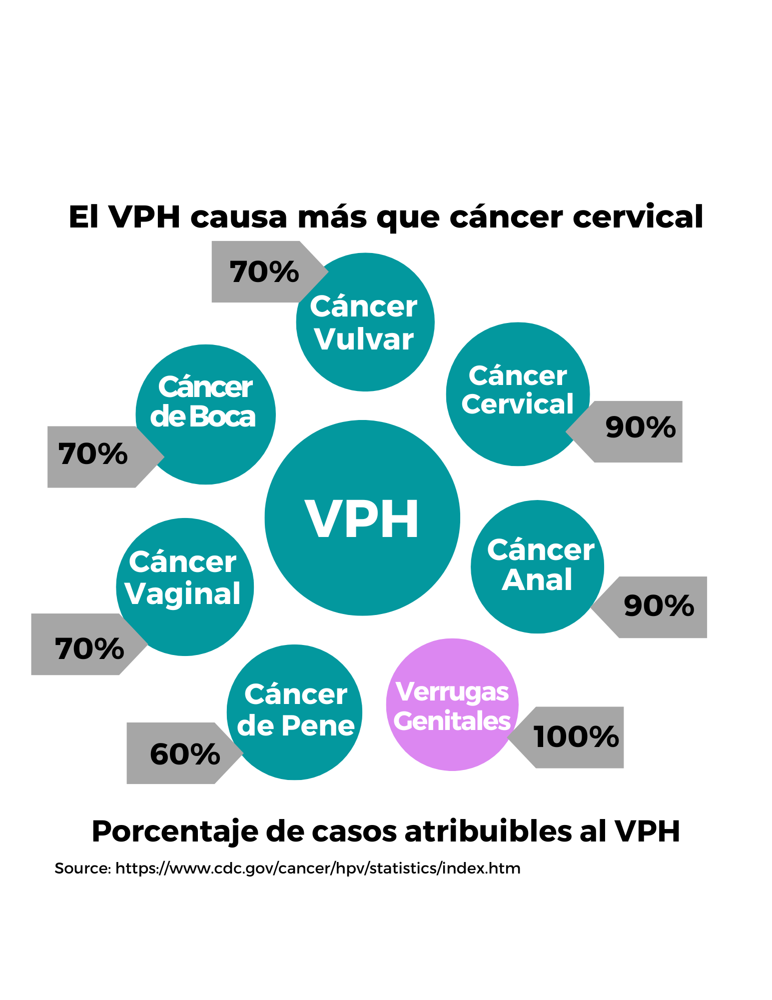 El VPH causa más que cáncer cervical
70%
Cáncer
Vulvar
Cáncer
Cervical
90%
Cáncer
de Boca
70%
VPH
Cáncer
Anal
90%
Cáncer
Vaginal
70%
Cáncer
de Pene
60%
Verrugas
Genitales
100%
Porcentaje de casos atribuibles al VPH
Source: https://www.cdc.gov/cancer/hpv/statistics/index.htm